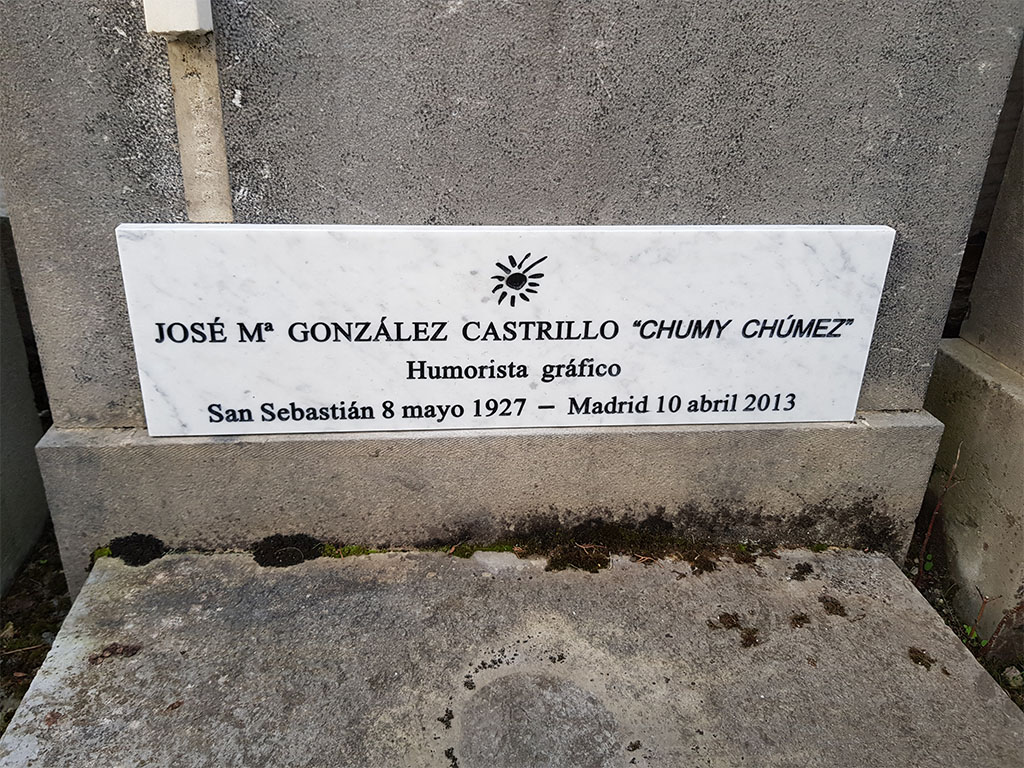 JOSÉ Mª GONZÁLEZ CASTRILLO "CHUMY CHÚMEZ"
Humorista gráfico
San Sebastián 8 mayo 1927 – Madrid 10 abril 2013